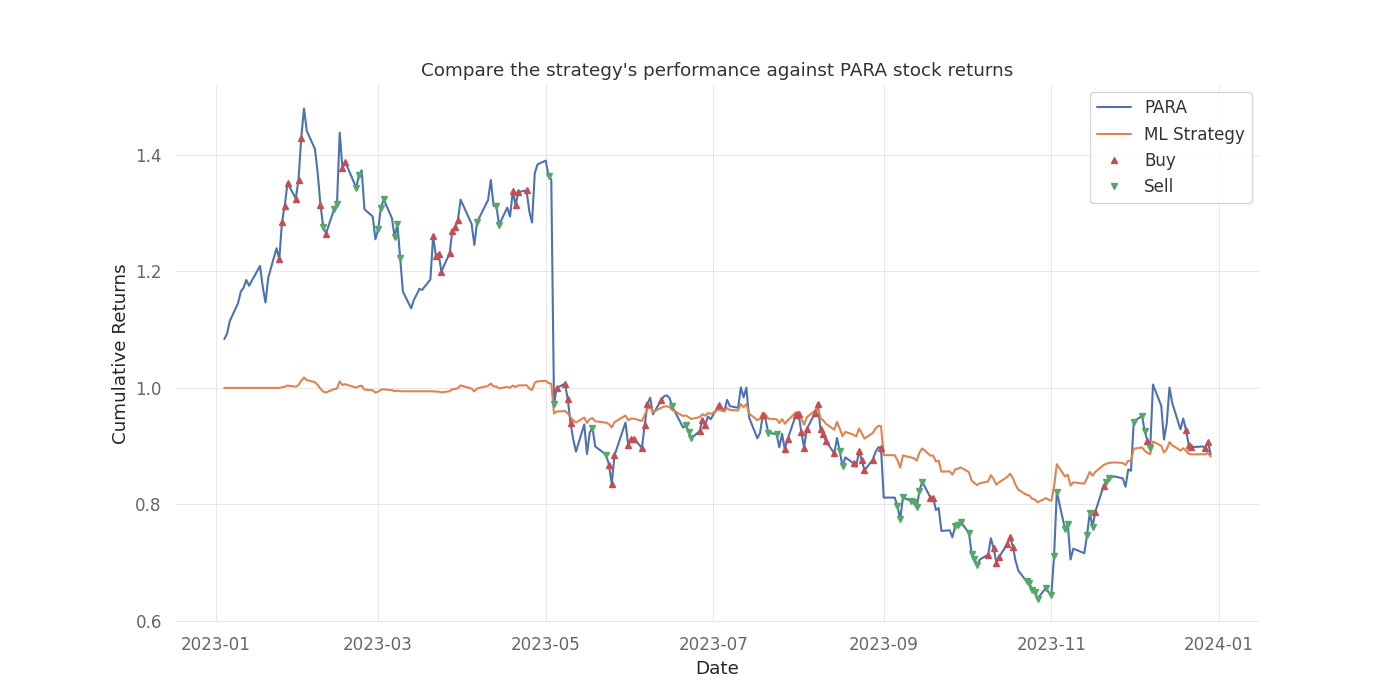 Compare the strategy's performance against PARA stock returns
PARA
ML Strategy
Buy
Sell
Cumulative Returns
1.4
1.2
1.0
0.8
0.6
2023-01
2023-03
2023-05
2023-07
2023-09
2023-11
2024-01
Date